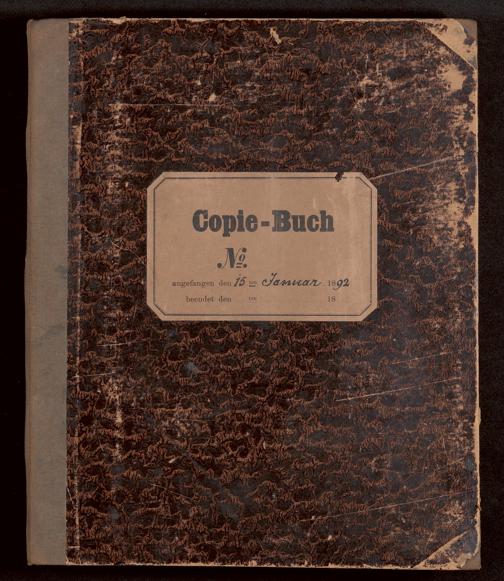 Copie-Buch
No.
angefangen den 15 ten Januar 1892
beendet den ten 18